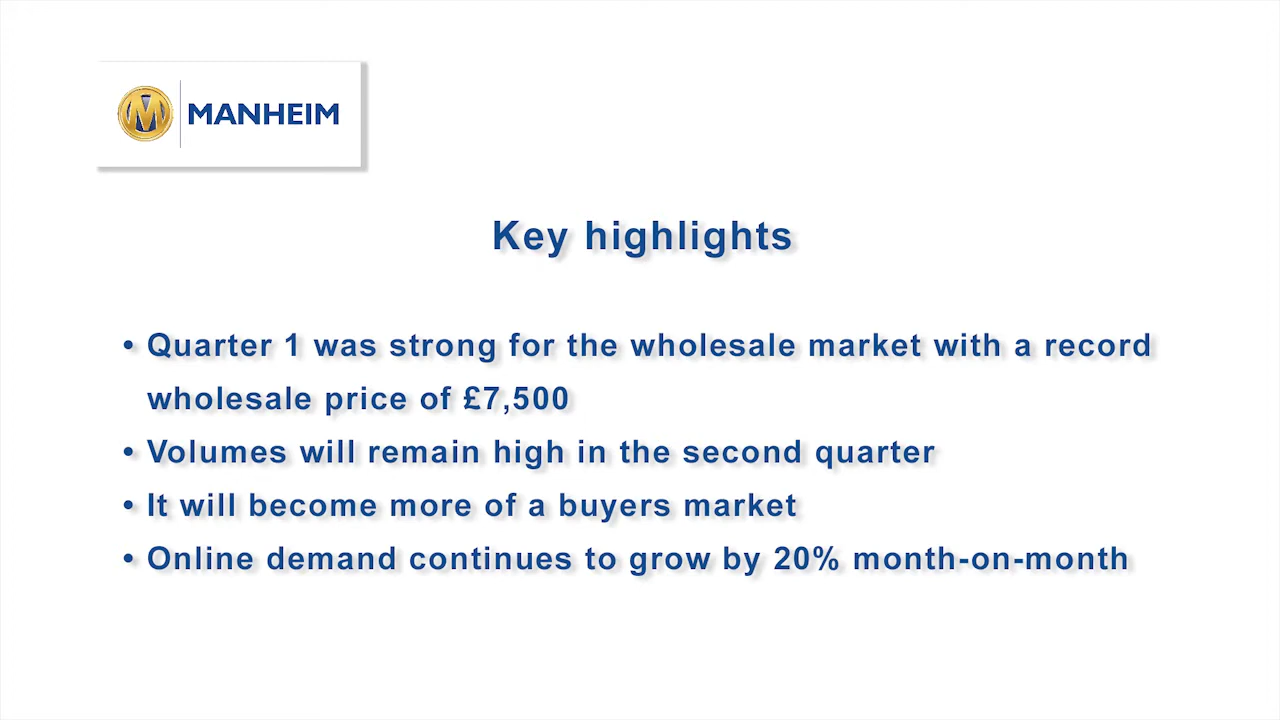 M MANHEIM
Key highlights
• Quarter 1 was strong for the wholesale market with a record
wholesale price of £7,500
• Volumes will remain high in the second quarter
• It will become more of a buyers market
• Online demand continues to grow by 20% month-on-month